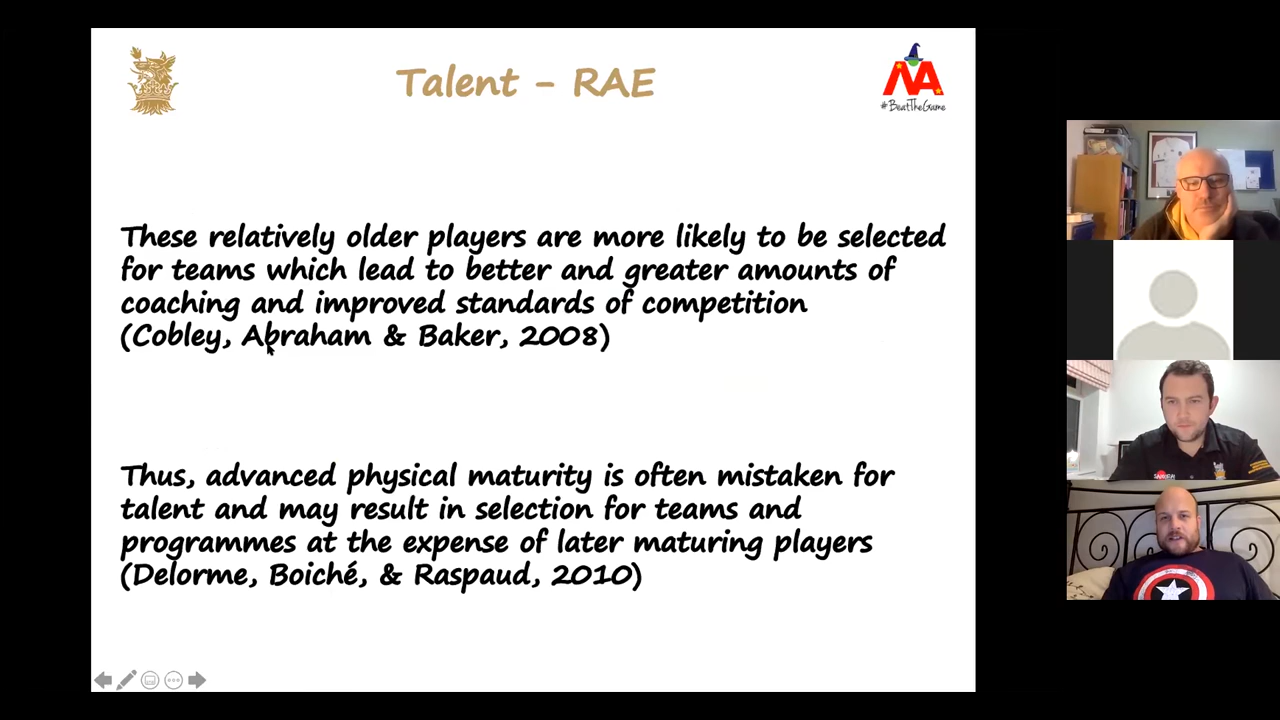 Talent - RAE
NA
#BeatTheGame
These relatively older players are more likely to be selected
for teams which lead to better and greater amounts of
coaching and improved standards of competition
(Cobley, Abraham & Baker, 2008)
Thus, advanced physical maturity is often mistaken for
talent and may result in selection for teams and
programmes at the expense of later maturing players
(Delorme, Boiché, & Raspaud, 2010)